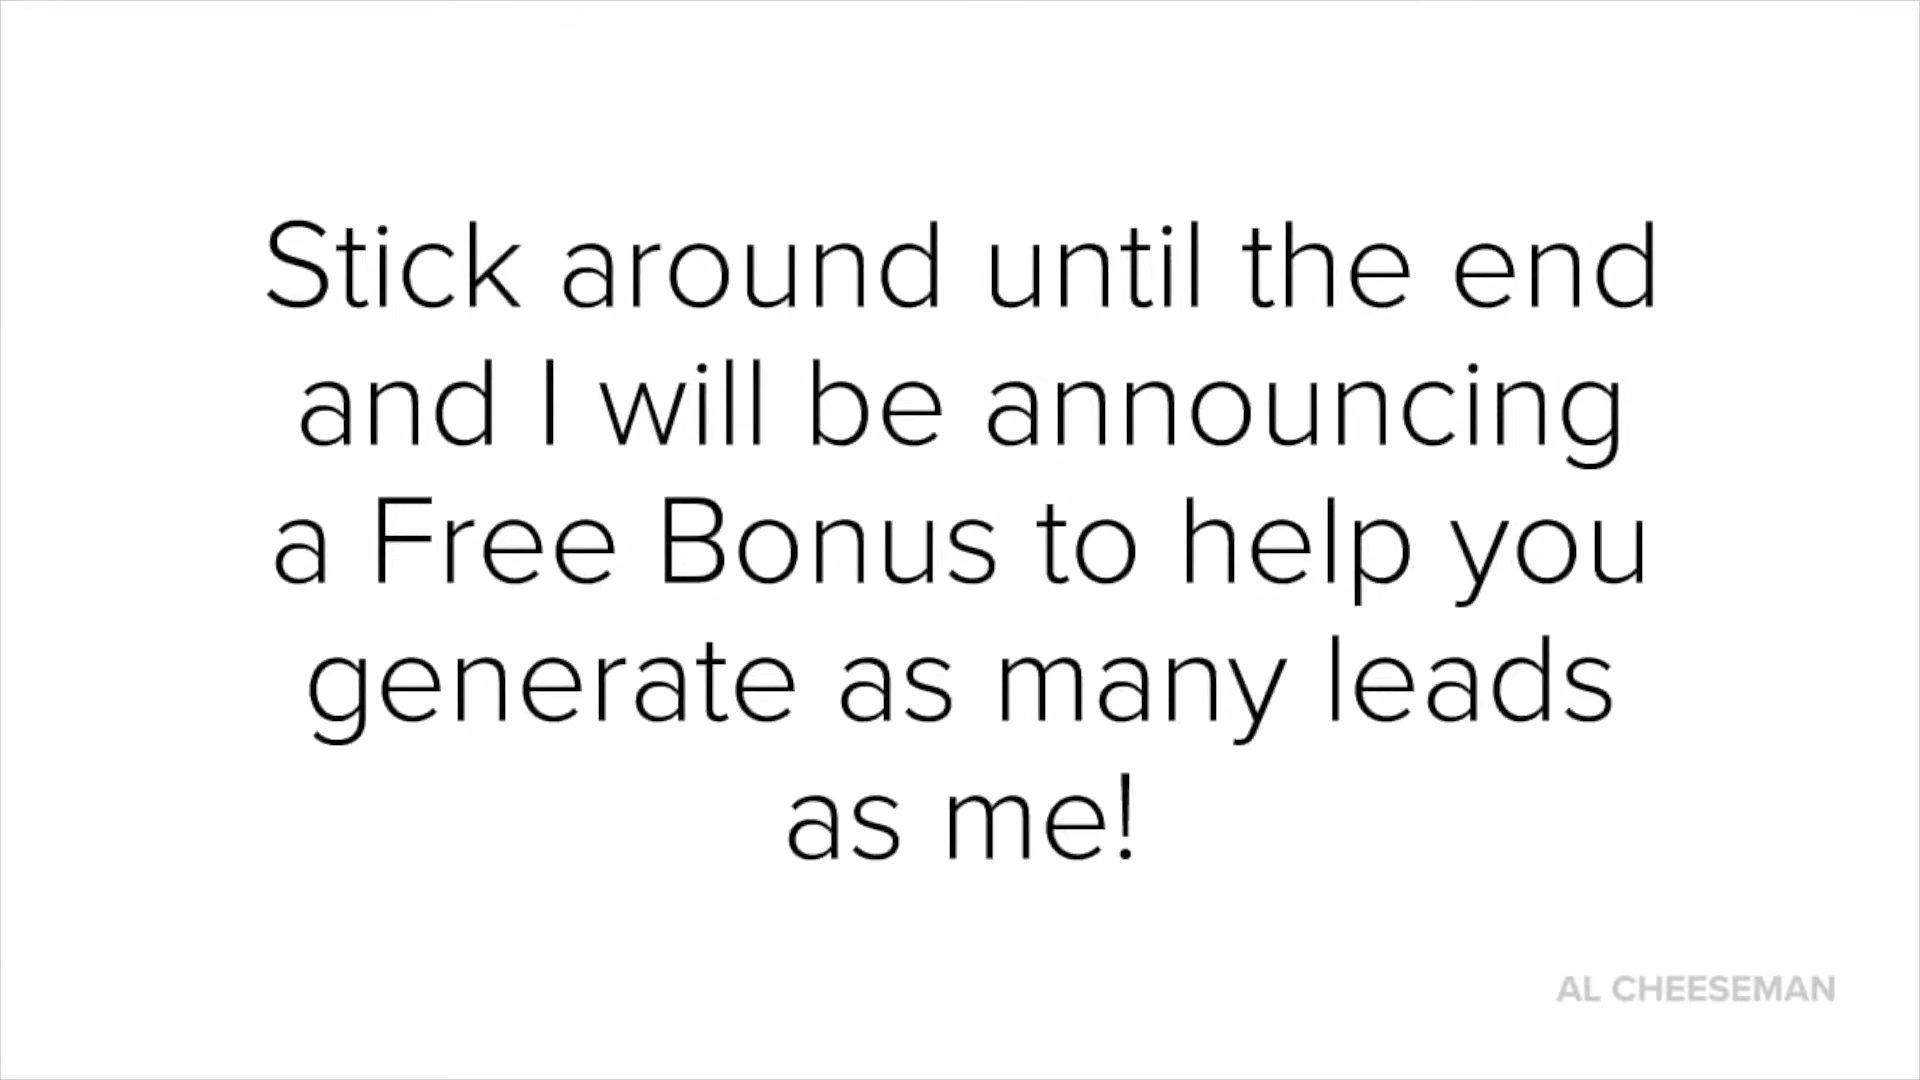 Stick around until the end
and I will be announcing
a Free Bonus to help you
generate as many leads
as me!
AL CHEESEMAN